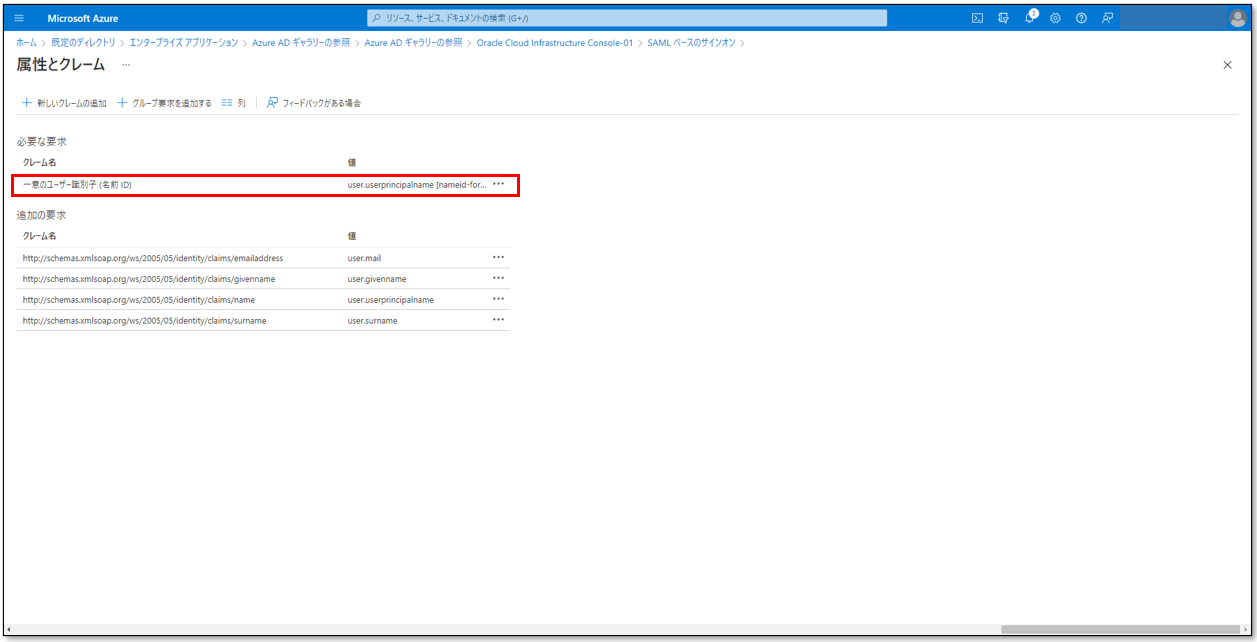 Microsoft Azure
リソース、サービス、ドキュメントの検索 (G+/)
1
ホーム > 既定のディレクトリ > エンタープライズ アプリケーション > Azure AD ギャラリーの参照 > Azure AD ギャラリーの参照 > Oracle Cloud Infrastructure Console-01 > SAML ベースのサインオン >
属性とクレーム ...
新しいクレームの追加 グループ要求を追加する 列 フィードバックがある場合
必要な要求
クレーム名 値
一意のユーザー識別子 (名前 ID) user.userprincipalname [nameid-for... ...
追加の要求
クレーム名 値
http://schemas.xmlsoap.org/ws/2005/05/identity/claims/emailaddress user.mail ...
http://schemas.xmlsoap.org/ws/2005/05/identity/claims/givenname user.givenname ...
http://schemas.xmlsoap.org/ws/2005/05/identity/claims/name user.userprincipalname ...
http://schemas.xmlsoap.org/ws/2005/05/identity/claims/surname user.surname ...